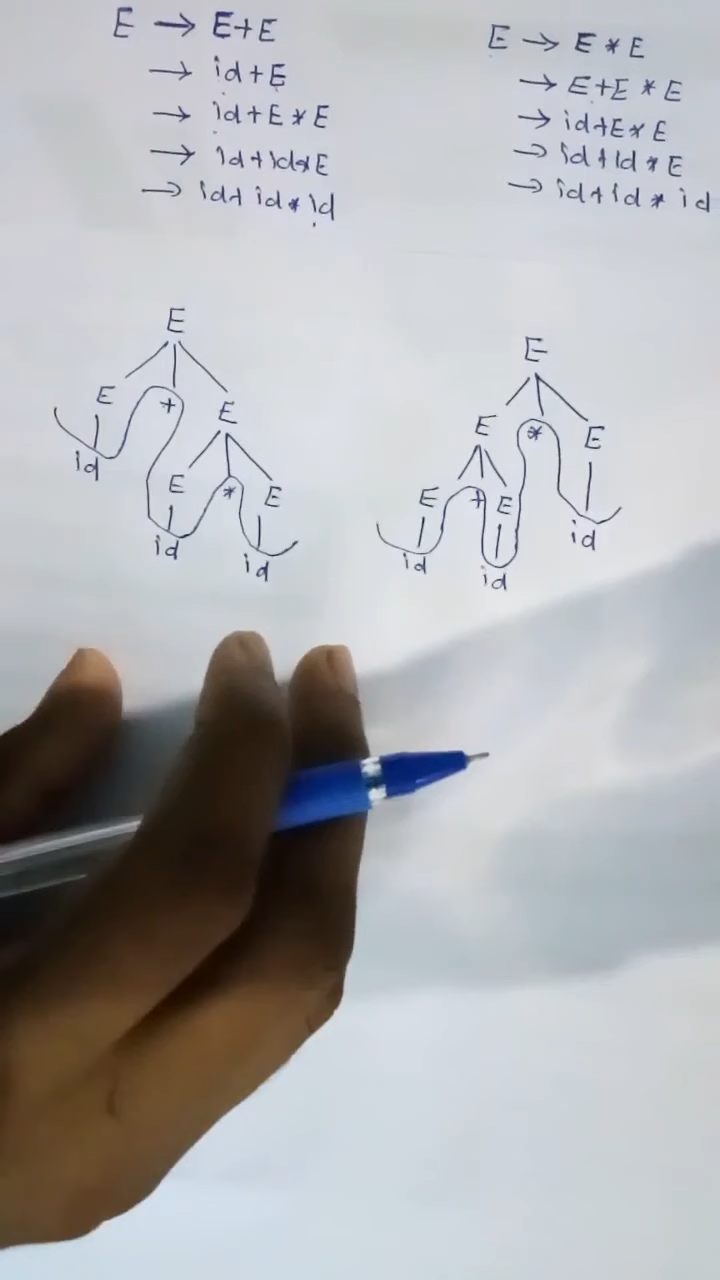 E → E+E
→ id+E
→ id+E*E
→ id+id*E
→ id+id*id
E → E*E
→ E+E*E
→ id+E*E
→ id+id*E
→ id+id*id
E
E + E
id E * E
id id
E
E * E
E + E id
id id